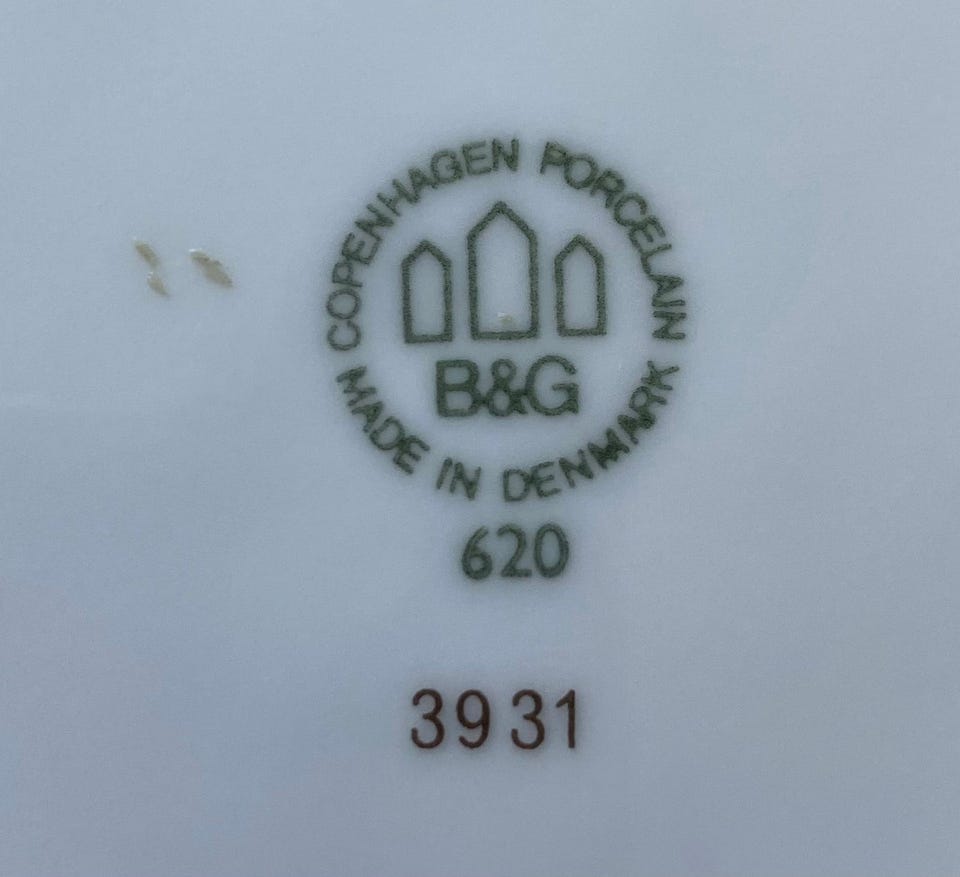 COPENHAGEN PORCELAIN
B&G
MADE IN DENMARK
620
3931